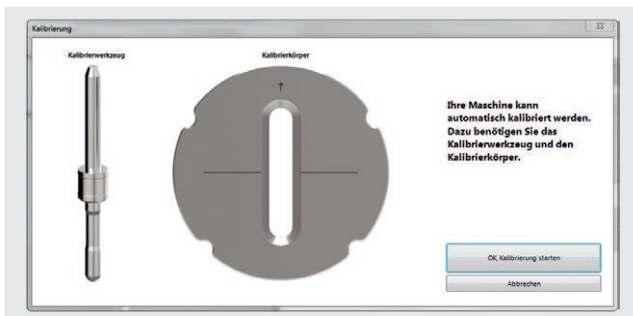 Kalibrierung
Kalibrierwerkzeug
Kalibrierkörper
Ihre Maschine kann
automatisch kalibriert werden.
Dazu benötigen Sie das
Kalibrierwerkzeug und den
Kalibrierkörper.
OK, Kalibrierung starten
Abbrechen